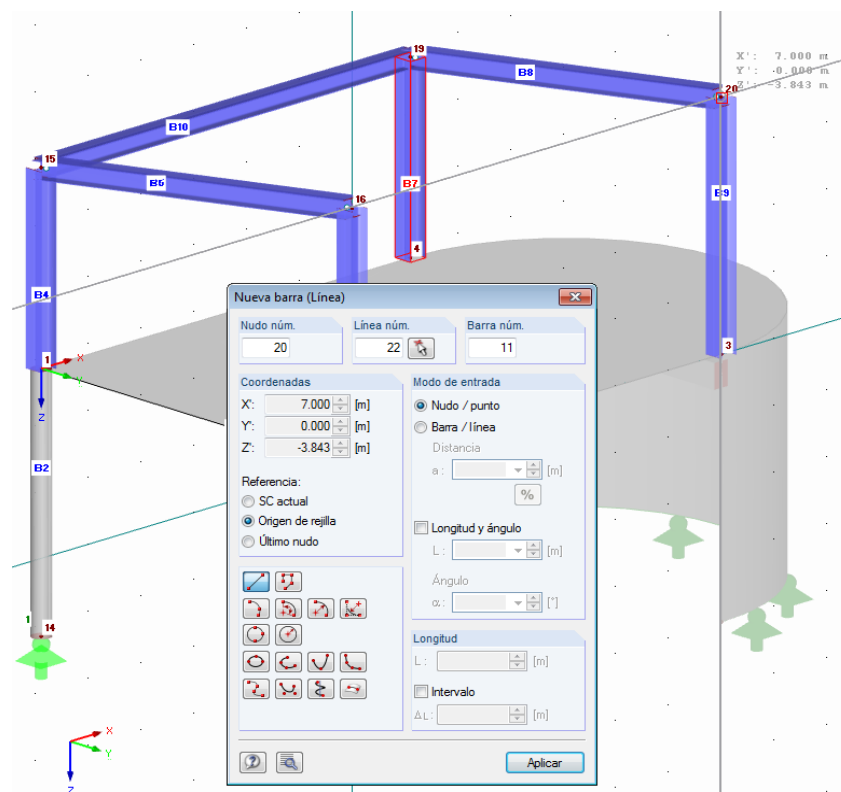 19
X': 7.000 m
Y': 0.000 m
Z': -3.843 m
B8
20
B10
15
B5
B7
B9
16
4
B4
3
1
X
Y
Z
B2
1
14
X
Y
Z
Nueva barra (Línea)
Nudo núm.
20
Línea núm.
22
Barra núm.
11
Coordenadas
X': 7.000 [m]
Y': 0.000 [m]
Z': -3.843 [m]
Referencia:
SC actual
Origen de rejilla
Último nudo
Modo de entrada
Nudo / punto
Barra / línea
Distancia
a : [m]
%
Longitud y ángulo
L : [m]
Ángulo
α : [°]
Longitud
L : [m]
Intervalo
ΔL : [m]
Aplicar